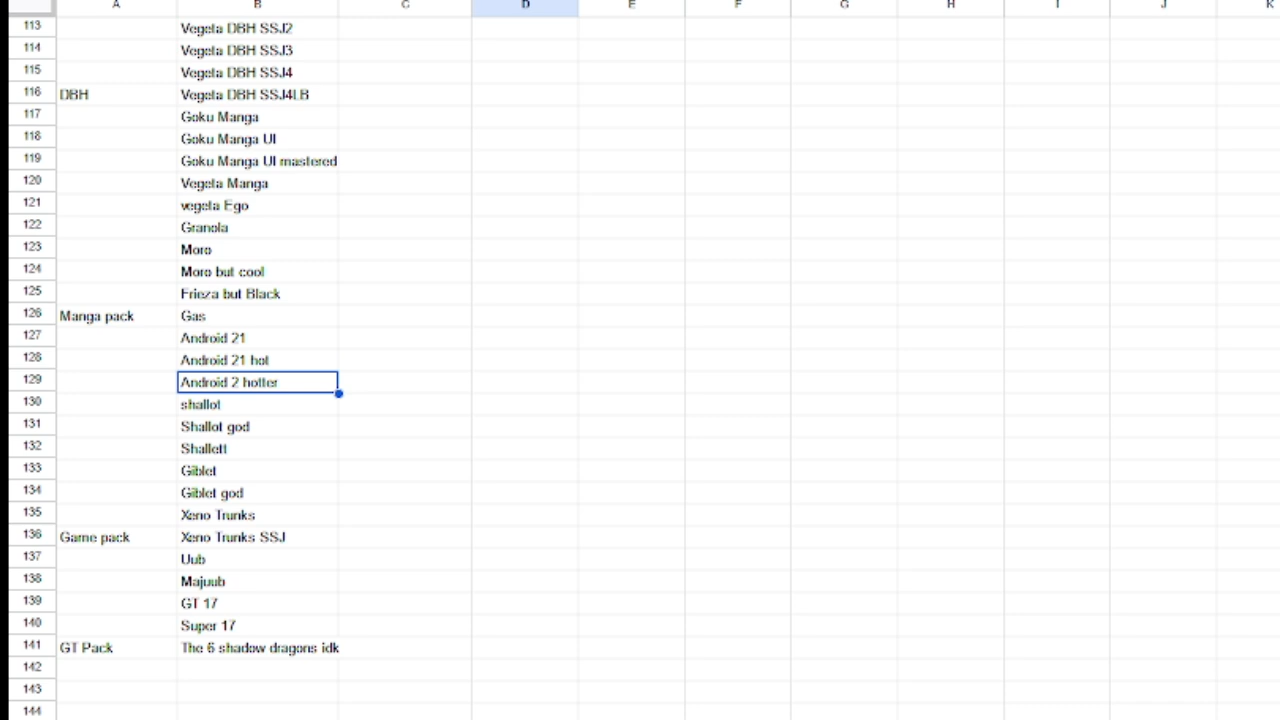 A B C D E F G H I J K
113 Vegeta DBH SSJ2
114 Vegeta DBH SSJ3
115 Vegeta DBH SSJ4
116 DBH Vegeta DBH SSJ4LB
117 Goku Manga
118 Goku Manga UI
119 Goku Manga UI mastered
120 Vegeta Manga
121 vegeta Ego
122 Granola
123 Moro
124 Moro but cool
125 Frieza but Black
126 Manga pack Gas
127 Android 21
128 Android 21 hot
129 Android 2 hotter
130 shallot
131 Shallot god
132 Shallett
133 Giblet
134 Giblet god
135 Xeno Trunks
136 Game pack Xeno Trunks SSJ
137 Uub
138 Majuub
139 GT 17
140 Super 17
141 GT Pack The 6 shadow dragons idk
142
143
144